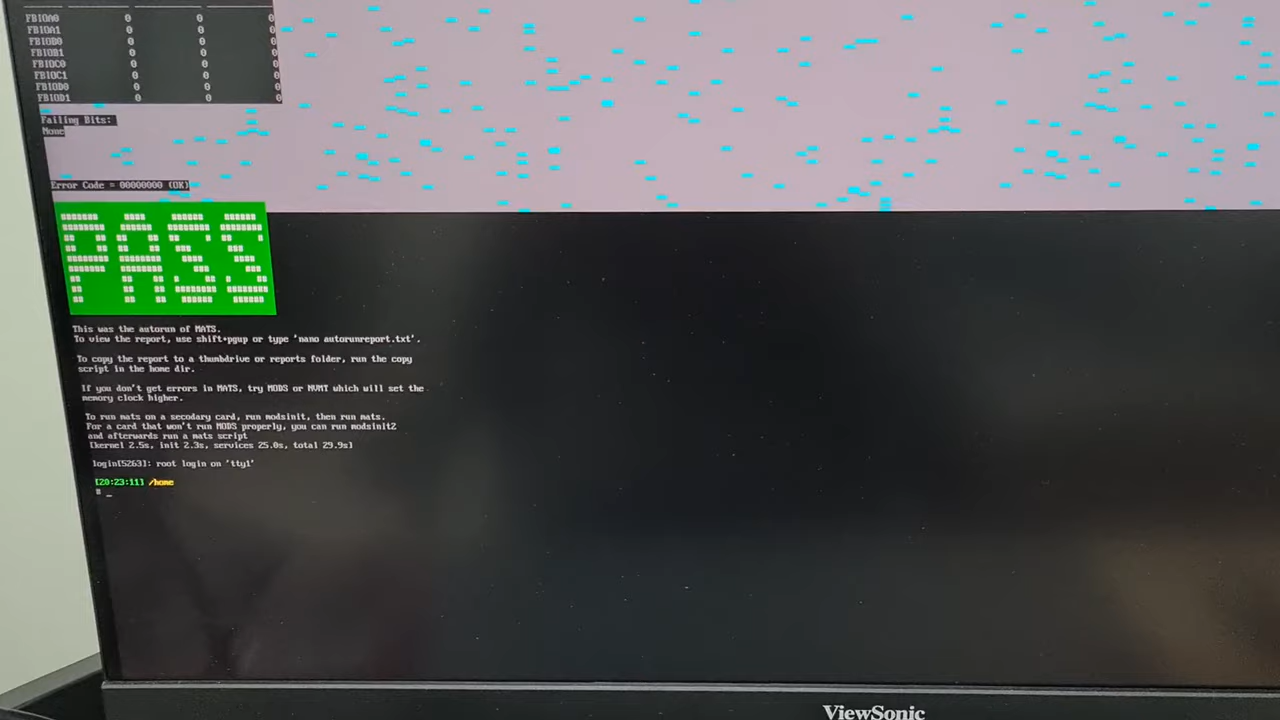 FBIOA0 0 0 0
FBIOA1 0 0 0
FBIOB0 0 0 0
FBIOB1 0 0 0
FBIOC0 0 0 0
FBIOC1 0 0 0
FBIOD0 0 0 0
FBIOD1 0 0 0
Failing Bits:
None
Error Code = 00000000 (OK)
PASS
This was the autorun of MATS.
To view the report, use shift+pgup or type 'nano autorunreport.txt'.
To copy the report to a thumbdrive or reports folder, run the copy
script in the home dir.
If you don't get errors in MATS, try MODS or NVMT which will set the
memory clock higher.
To run mats on a secodary card, run modsinit, then run mats.
For a card that won't run MODS properly, you can run modsinit2
and afterwards run a mats script
[kernel 2.5s, init 2.3s, services 25.0s, total 29.9s]
login[5263]: root login on 'tty1'
[20:23:11] /home
# _
ViewSonic